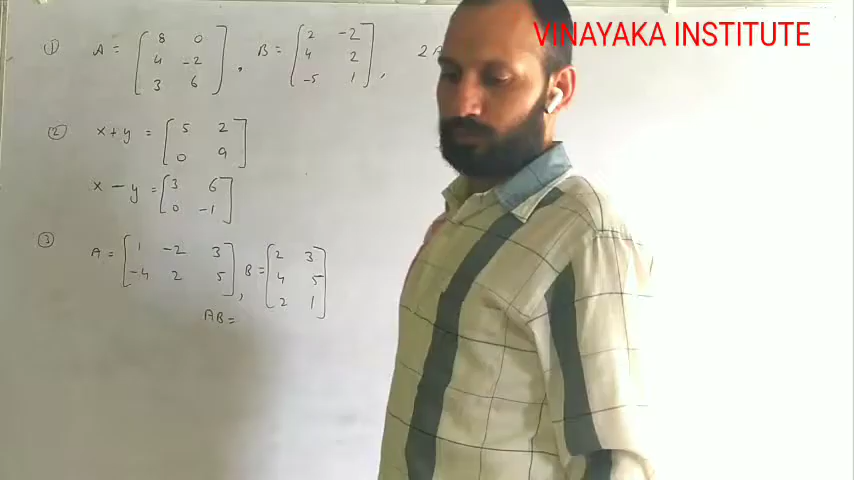 VINAYAKA INSTITUTE
① A = [ 8 0 , B = [ 2 -2 , 2A
4 -2 4 2
3 6 ] -5 1 ]
② x+y = [ 5 2
0 9 ]
x - y = [ 3 6
0 -1 ]
③ A = [ 1 -2 3 , B = [ 2 3
-4 2 5 ] 4 5
2 1 ]
AB =